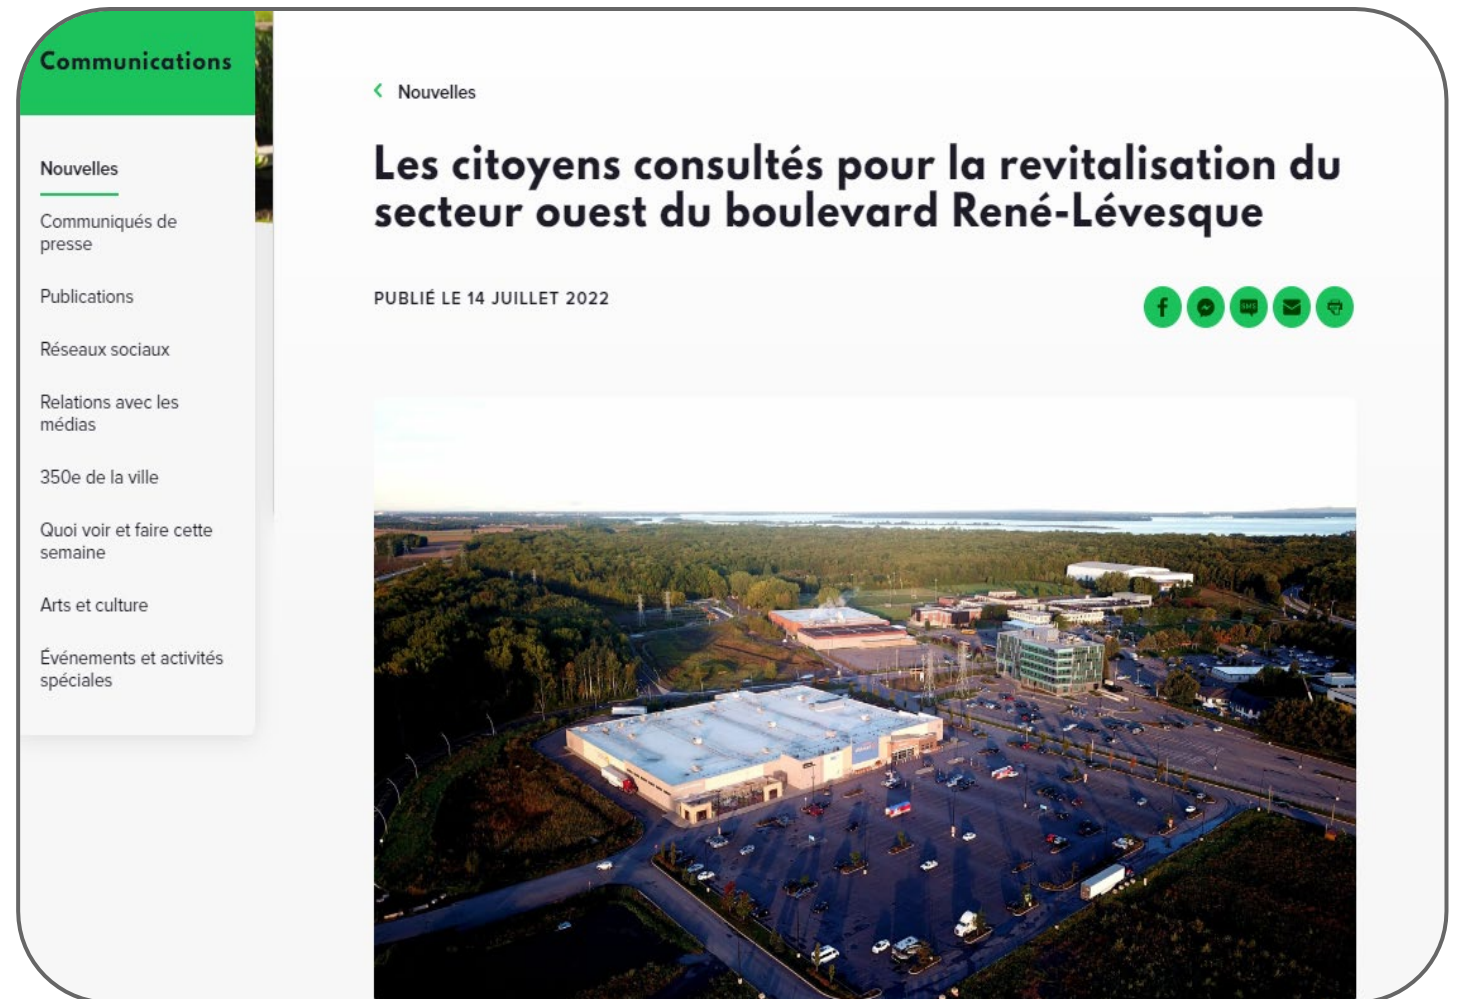 Communications
Nouvelles
Communiqués de
presse
Publications
Réseaux sociaux
Relations avec les
médias
350e de la ville
Quoi voir et faire cette
semaine
Arts et culture
Événements et activités
spéciales
Nouvelles
Les citoyens consultés pour la revitalisation du
secteur ouest du boulevard René-Lévesque
PUBLIÉ LE 14 JUILLET 2022
SMS